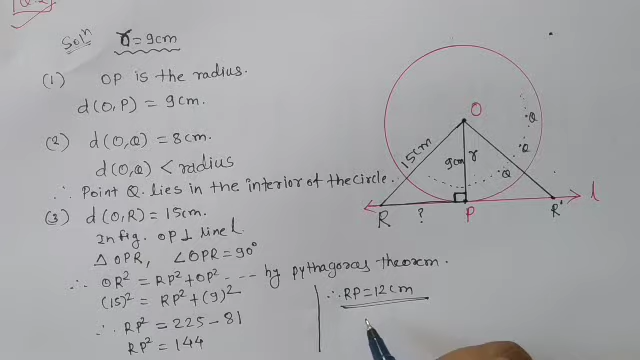 Q.2
Solⁿ r = 9cm
(1) OP is the radius.
d(O,P) = 9cm.
(2) d(O,Q) = 8cm.
d(O,Q) < radius
∴ Point Q. lies in the interior of the circle.
(3) d(O,R) = 15cm.
In fig. OP ⊥ line l
△ OPR, ∠OPR = 90°
∴ OR² = RP² + OP² ---- by pythagoras theorem.
(15)² = RP² + (9)²
∴ RP² = 225 - 81
RP² = 144
∴ RP = 12cm
O
15cm
9cm r
Q
Q
Q
R
?
P
R'
l